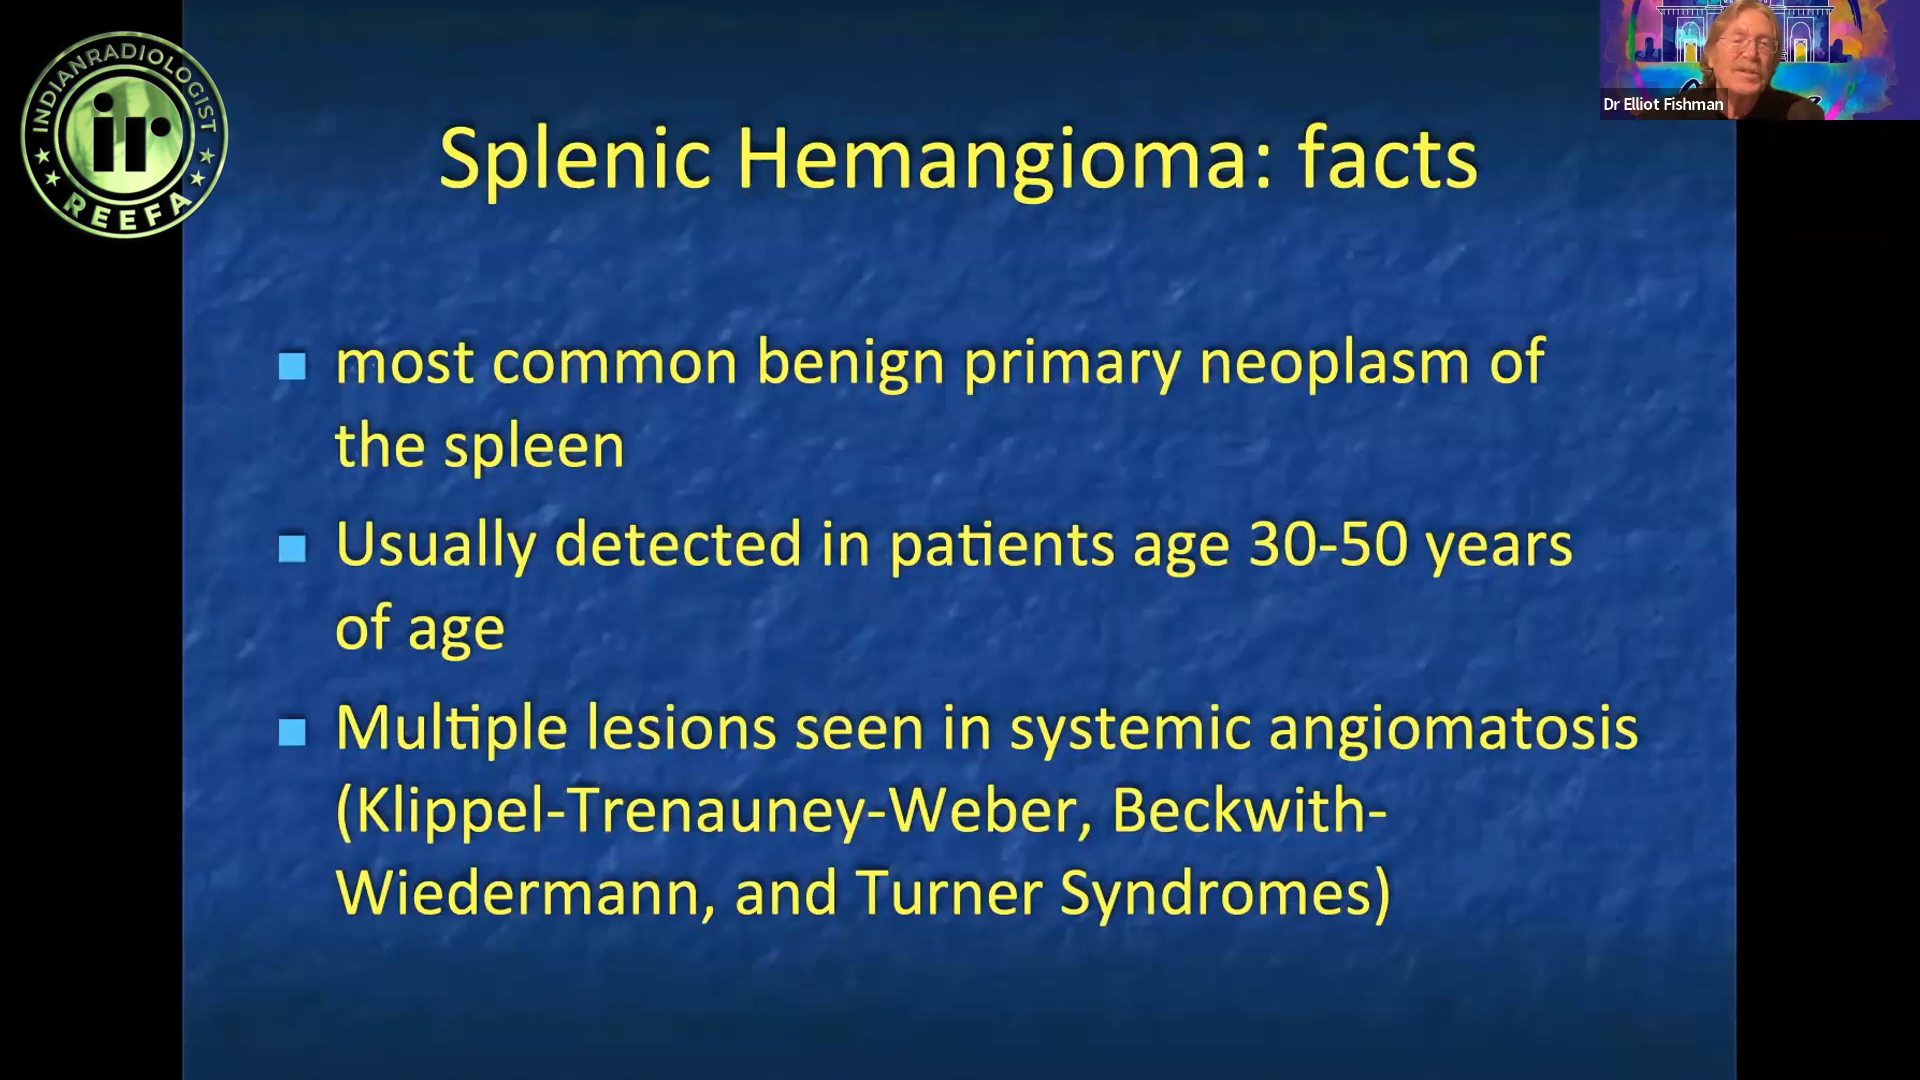 INDIANRADIOLOGIST
ir
REEFA
Dr Elliot Fishman
Splenic Hemangioma: facts
most common benign primary neoplasm of
the spleen
Usually detected in patients age 30-50 years
of age
Multiple lesions seen in systemic angiomatosis
(Klippel-Trenauney-Weber, Beckwith-
Wiedermann, and Turner Syndromes)